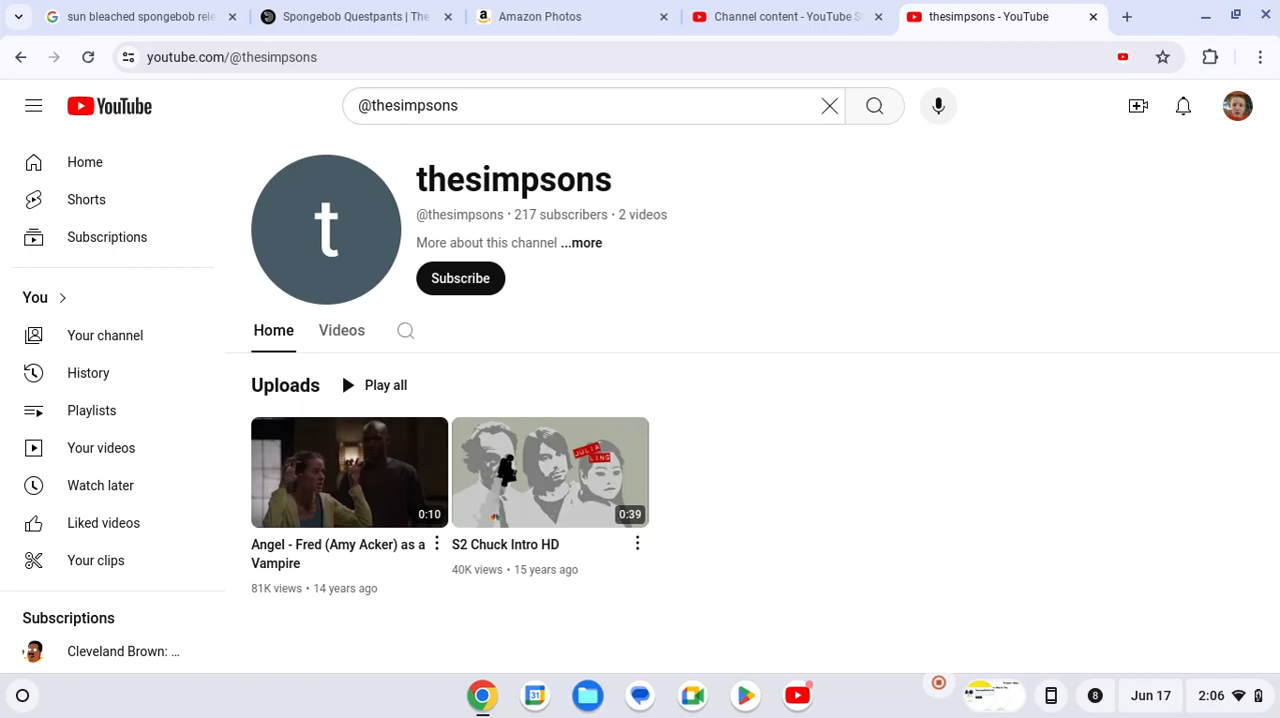 sun bleached spongebob rel
Spongebob Questpants | The
Amazon Photos
Channel content - YouTube S
thesimpsons - YouTube
youtube.com/@thesimpsons
YouTube
@thesimpsons
Home
Shorts
Subscriptions
You
Your channel
History
Playlists
Your videos
Watch later
Liked videos
Your clips
Subscriptions
Cleveland Brown: ...
t
thesimpsons
@thesimpsons · 217 subscribers · 2 videos
More about this channel ...more
Subscribe
Home Videos
Uploads Play all
0:10
Angel - Fred (Amy Acker) as a
Vampire
81K views · 14 years ago
JULIA
LING
0:39
S2 Chuck Intro HD
40K views · 15 years ago
31
8
Jun 17
2:06